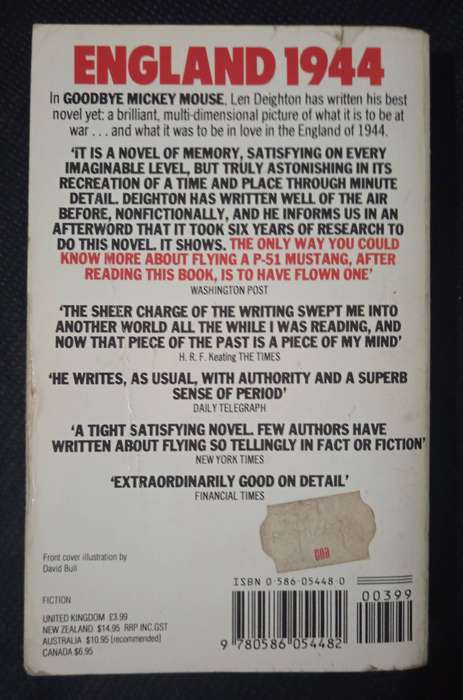 ENGLAND 1944
In GOODBYE MICKEY MOUSE, Len Deighton has written his best
novel yet: a brilliant, multi-dimensional picture of what it is to be at
war . . . and what it was to be in love in the England of 1944.
‘IT IS A NOVEL OF MEMORY, SATISFYING ON EVERY
IMAGINABLE LEVEL, BUT TRULY ASTONISHING IN ITS
RECREATION OF A TIME AND PLACE THROUGH MINUTE
DETAIL. DEIGHTON HAS WRITTEN WELL OF THE AIR
BEFORE, NONFICTIONALLY, AND HE INFORMS US IN AN
AFTERWORD THAT IT TOOK SIX YEARS OF RESEARCH TO
DO THIS NOVEL. IT SHOWS. THE ONLY WAY YOU COULD
KNOW MORE ABOUT FLYING A P-51 MUSTANG, AFTER
READING THIS BOOK, IS TO HAVE FLOWN ONE’
WASHINGTON POST
‘THE SHEER CHARGE OF THE WRITING SWEPT ME INTO
ANOTHER WORLD ALL THE WHILE I WAS READING, AND
NOW THAT PIECE OF THE PAST IS A PIECE OF MY MIND’
H. R. F. Keating THE TIMES
‘HE WRITES, AS USUAL, WITH AUTHORITY AND A SUPERB
SENSE OF PERIOD’
DAILY TELEGRAPH
‘A TIGHT SATISFYING NOVEL. FEW AUTHORS HAVE
WRITTEN ABOUT FLYING SO TELLINGLY IN FACT OR FICTION’
NEW YORK TIMES
‘EXTRAORDINARILY GOOD ON DETAIL’
FINANCIAL TIMES
Front cover illustration by
David Bull
FICTION
UNITED KINGDOM £3.99
NEW ZEALAND $14.95 RRP INC.GST
AUSTRALIA $10.95 (recommended)
CANADA $6.95
ISBN 0-586-05448-0
00399
9 780586 054482